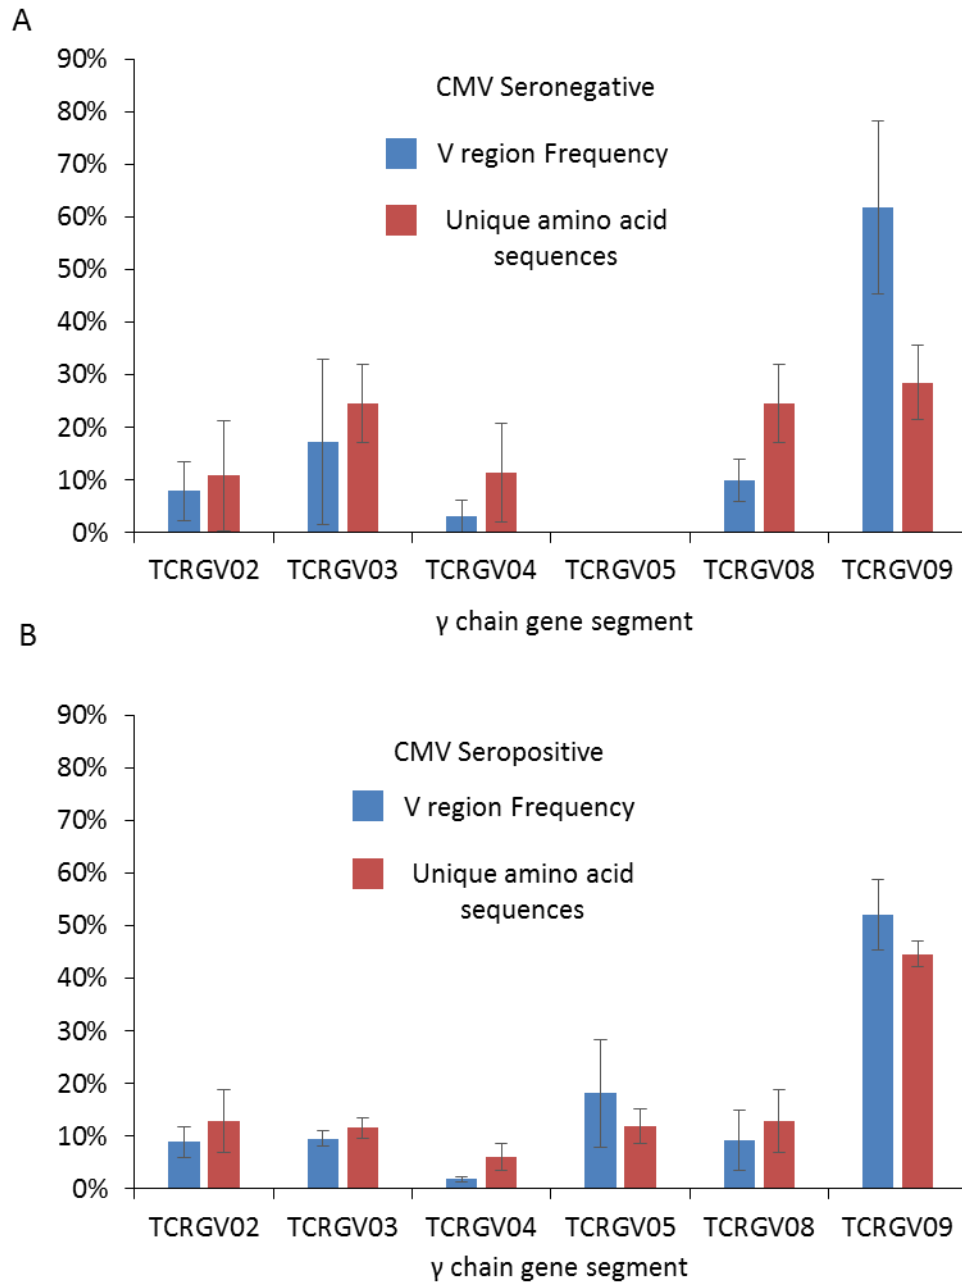 A
90%
80%
70%
60%
50%
40%
30%
20%
10%
0%
CMV Seronegative
V region Frequency
Unique amino acid
sequences
TCRGV02 TCRGV03 TCRGV04 TCRGV05 TCRGV08 TCRGV09
γ chain gene segment
B
90%
80%
70%
60%
50%
40%
30%
20%
10%
0%
CMV Seropositive
V region Frequency
Unique amino acid
sequences
TCRGV02 TCRGV03 TCRGV04 TCRGV05 TCRGV08 TCRGV09
γ chain gene segment